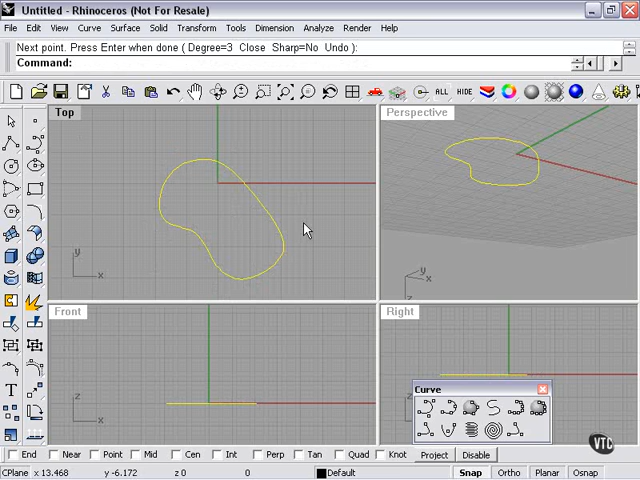 Untitled - Rhinoceros (Not For Resale)
File Edit View Curve Surface Solid Transform Tools Dimension Analyze Render Help
Next point. Press Enter when done ( Degree=3 Close Sharp=No Undo ):
Command:
ALL HIDE
Top
Perspective
y
x
y
x
z
Front
Right
z
x
z
Curve
T
VTC
End Near Point Mid Cen Int Perp Tan Quad Knot Project Disable
CPlane x 13.468 y -6.172 z 0 0 Default Snap Ortho Planar Osnap